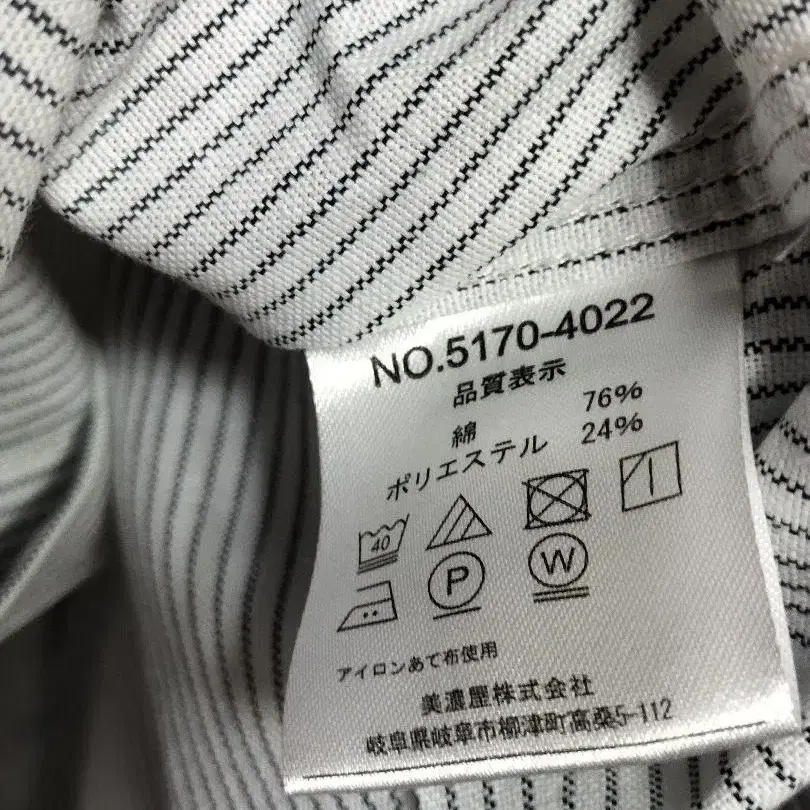 NO.5170-4022
品質表示
綿 76%
ポリエステル 24%
40
P W
アイロンあて布使用
美濃屋株式会社
岐阜県岐阜市柳津町高桑5-112